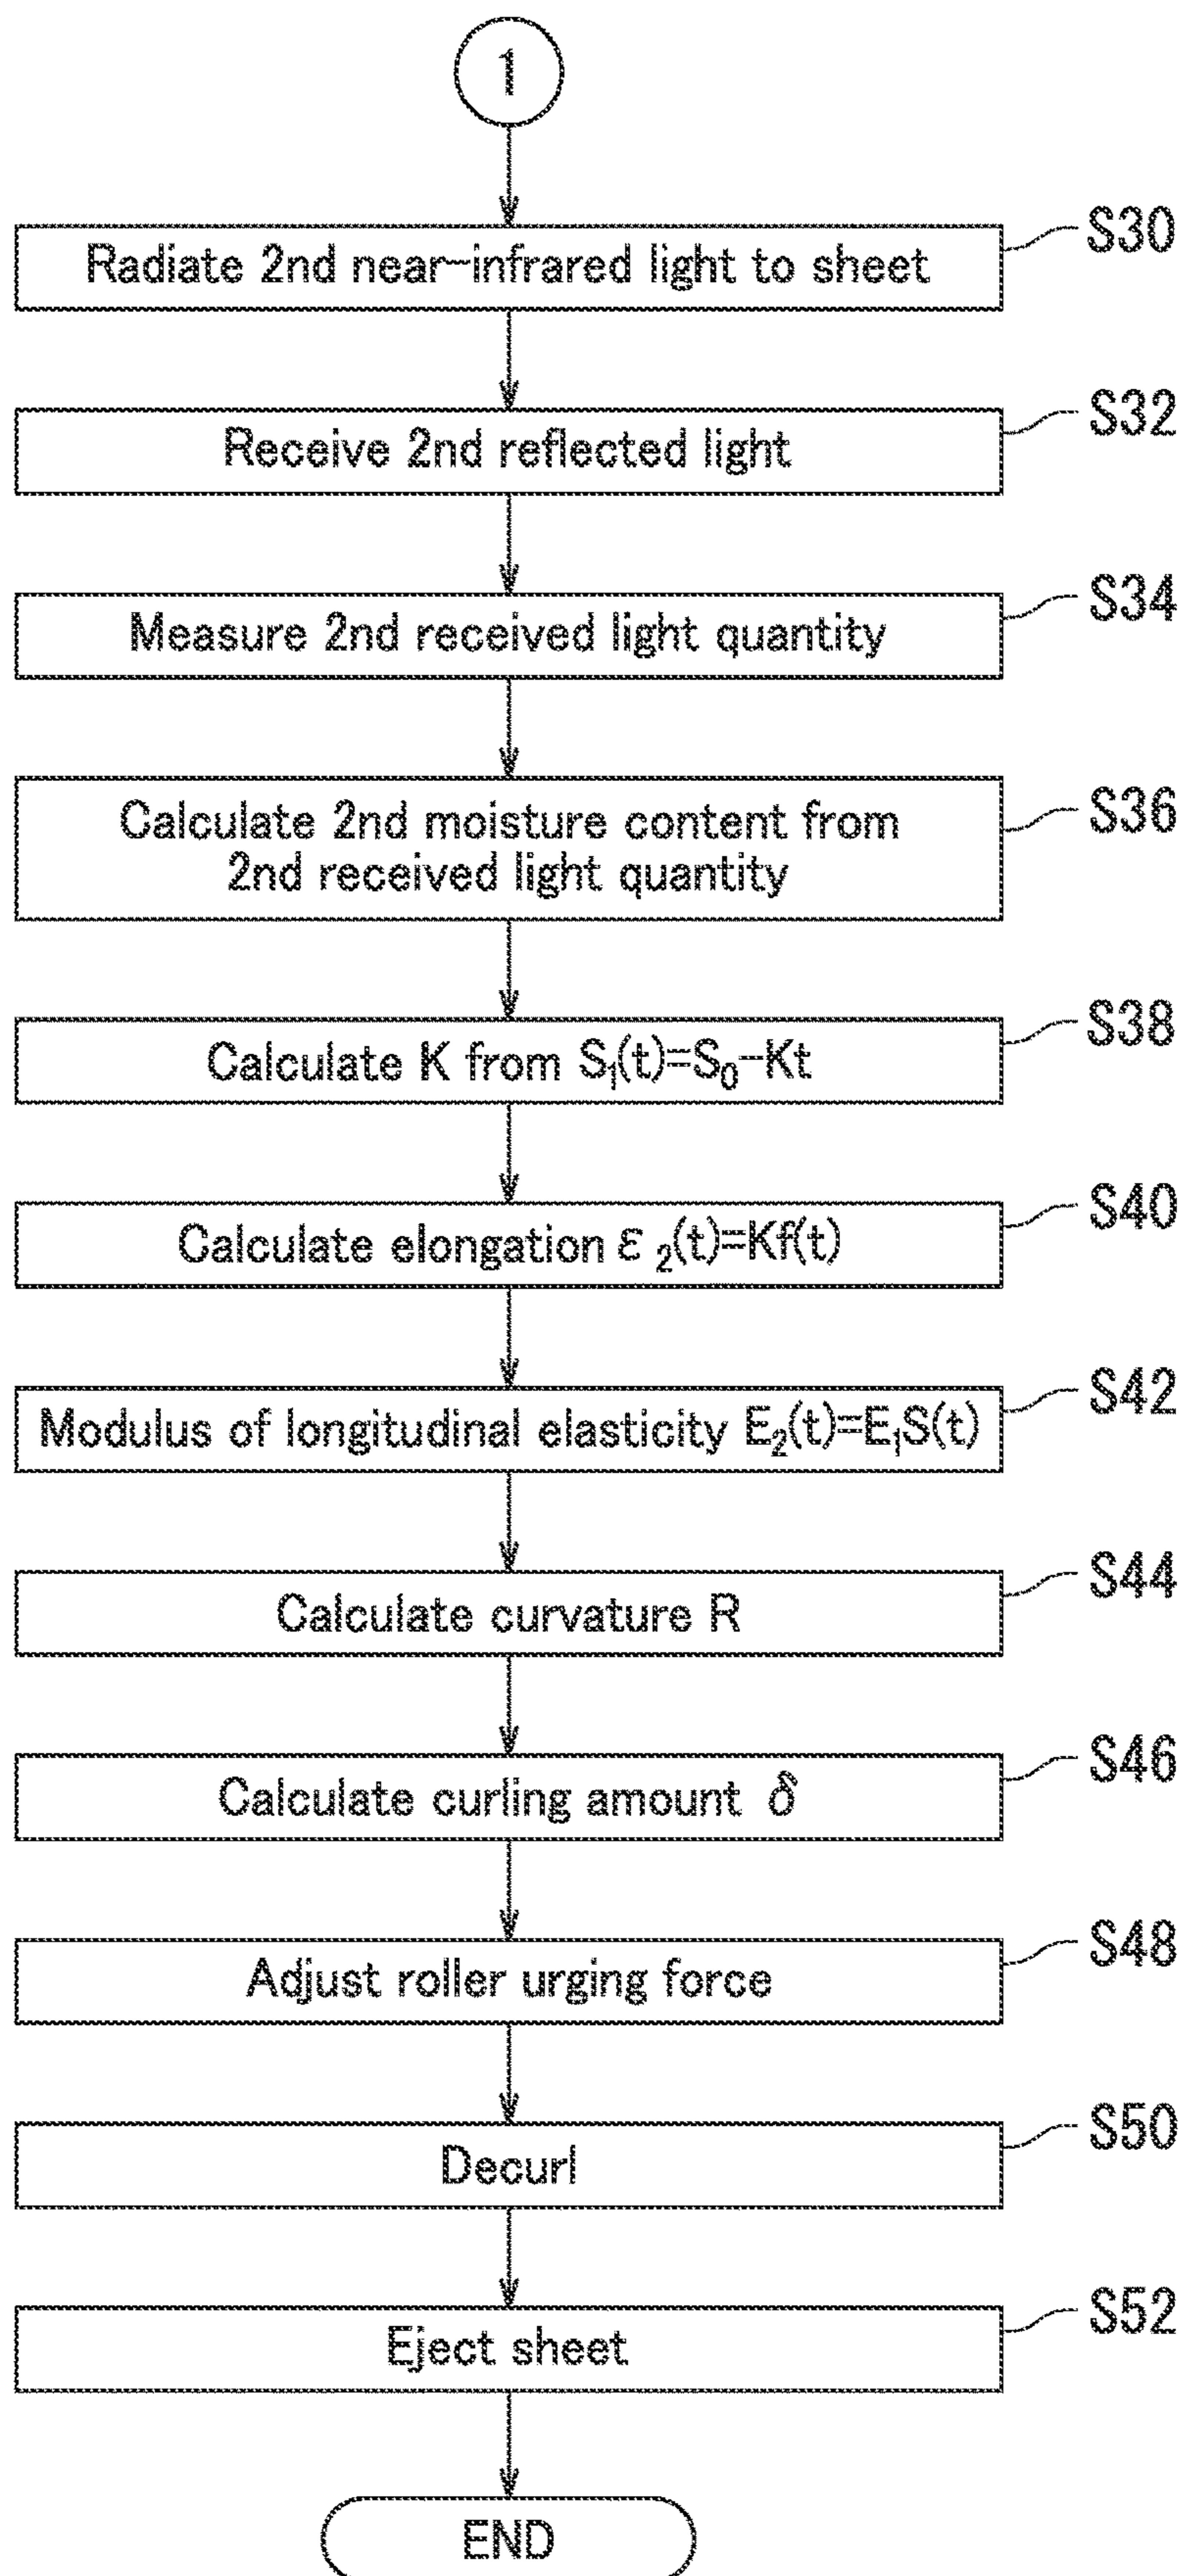 1
S30
Radiate 2nd near-infrared light to sheet
S32
Receive 2nd reflected light
S34
Measure 2nd received light quantity
S36
Calculate 2nd moisture content from
2nd received light quantity
S38
Calculate K from S₁(t)=S₀-Kt
S40
Calculate elongation ε₂(t)=Kf(t)
S42
Modulus of longitudinal elasticity E₂(t)=E₁S(t)
S44
Calculate curvature R
S46
Calculate curling amount δ
S48
Adjust roller urging force
S50
Decurl
S52
Eject sheet
END